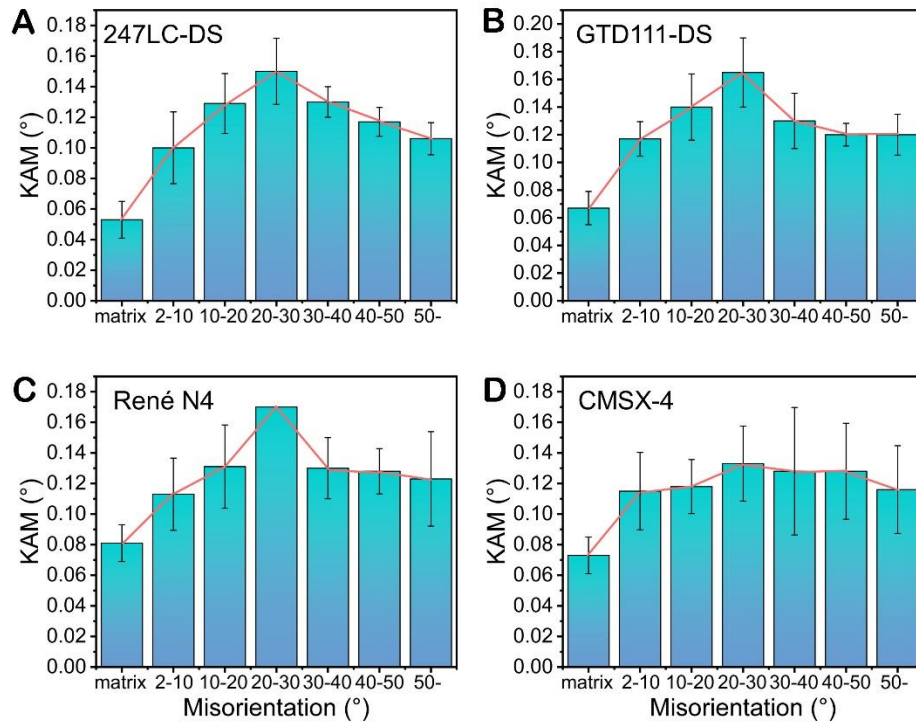 A
247LC-DS
KAM (°)
0.18
0.16
0.14
0.12
0.10
0.08
0.06
0.04
0.02
0.00
matrix 2-10 10-20 20-30 30-40 40-50 50-
B
GTD111-DS
KAM (°)
0.20
0.18
0.16
0.14
0.12
0.10
0.08
0.06
0.04
0.02
0.00
matrix 2-10 10-20 20-30 30-40 40-50 50-
C
René N4
KAM (°)
0.18
0.16
0.14
0.12
0.10
0.08
0.06
0.04
0.02
0.00
matrix 2-10 10-20 20-30 30-40 40-50 50-
Misorientation (°)
D
CMSX-4
KAM (°)
0.18
0.16
0.14
0.12
0.10
0.08
0.06
0.04
0.02
0.00
matrix 2-10 10-20 20-30 30-40 40-50 50-
Misorientation (°)